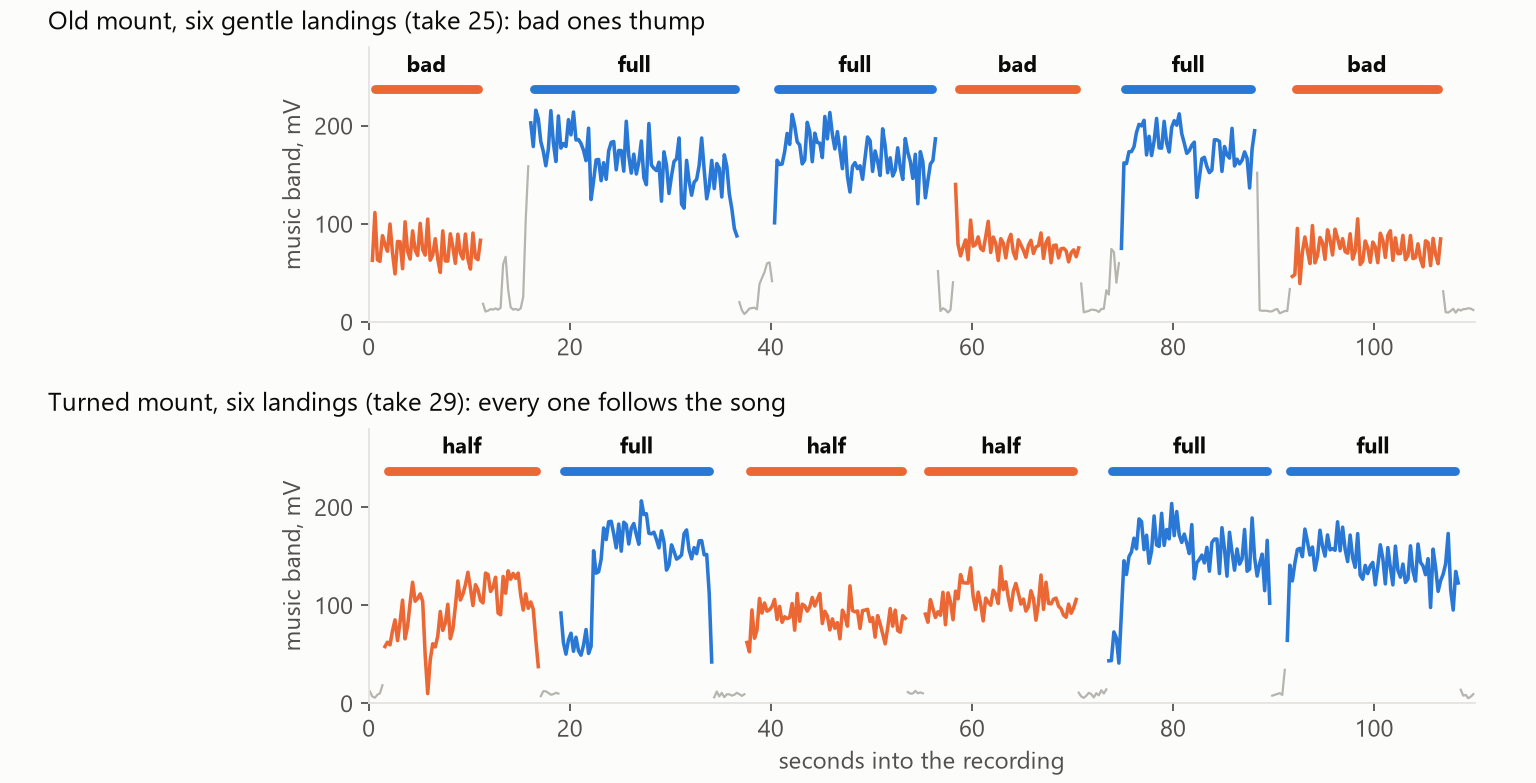 Old mount, six gentle landings (take 25): bad ones thump
bad full full bad full bad
music band, mV
200
100
0
0 20 40 60 80 100
Turned mount, six landings (take 29): every one follows the song
half full half half full full
music band, mV
200
100
0
0 20 40 60 80 100
seconds into the recording